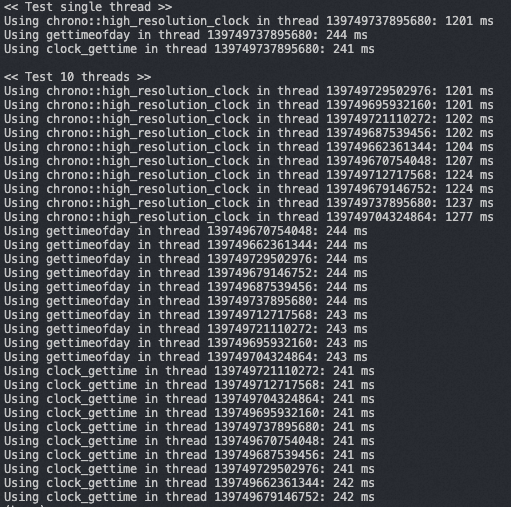 << Test single thread >>
Using chrono::high_resolution_clock in thread 139749737895680: 1201 ms
Using gettimeofday in thread 139749737895680: 244 ms
Using clock_gettime in thread 139749737895680: 241 ms

<< Test 10 threads >>
Using chrono::high_resolution_clock in thread 139749729502976: 1201 ms
Using chrono::high_resolution_clock in thread 139749695932160: 1201 ms
Using chrono::high_resolution_clock in thread 139749721110272: 1202 ms
Using chrono::high_resolution_clock in thread 139749687539456: 1202 ms
Using chrono::high_resolution_clock in thread 139749662361344: 1204 ms
Using chrono::high_resolution_clock in thread 139749670754048: 1207 ms
Using chrono::high_resolution_clock in thread 139749712717568: 1224 ms
Using chrono::high_resolution_clock in thread 139749679146752: 1224 ms
Using chrono::high_resolution_clock in thread 139749737895680: 1237 ms
Using chrono::high_resolution_clock in thread 139749704324864: 1277 ms
Using gettimeofday in thread 139749670754048: 244 ms
Using gettimeofday in thread 139749662361344: 244 ms
Using gettimeofday in thread 139749729502976: 244 ms
Using gettimeofday in thread 139749679146752: 244 ms
Using gettimeofday in thread 139749687539456: 244 ms
Using gettimeofday in thread 139749737895680: 244 ms
Using gettimeofday in thread 139749712717568: 243 ms
Using gettimeofday in thread 139749721110272: 243 ms
Using gettimeofday in thread 139749695932160: 243 ms
Using gettimeofday in thread 139749704324864: 243 ms
Using clock_gettime in thread 139749721110272: 241 ms
Using clock_gettime in thread 139749712717568: 241 ms
Using clock_gettime in thread 139749704324864: 241 ms
Using clock_gettime in thread 139749695932160: 241 ms
Using clock_gettime in thread 139749737895680: 241 ms
Using clock_gettime in thread 139749670754048: 241 ms
Using clock_gettime in thread 139749687539456: 241 ms
Using clock_gettime in thread 139749729502976: 241 ms
Using clock_gettime in thread 139749662361344: 242 ms
Using clock_gettime in thread 139749679146752: 242 ms